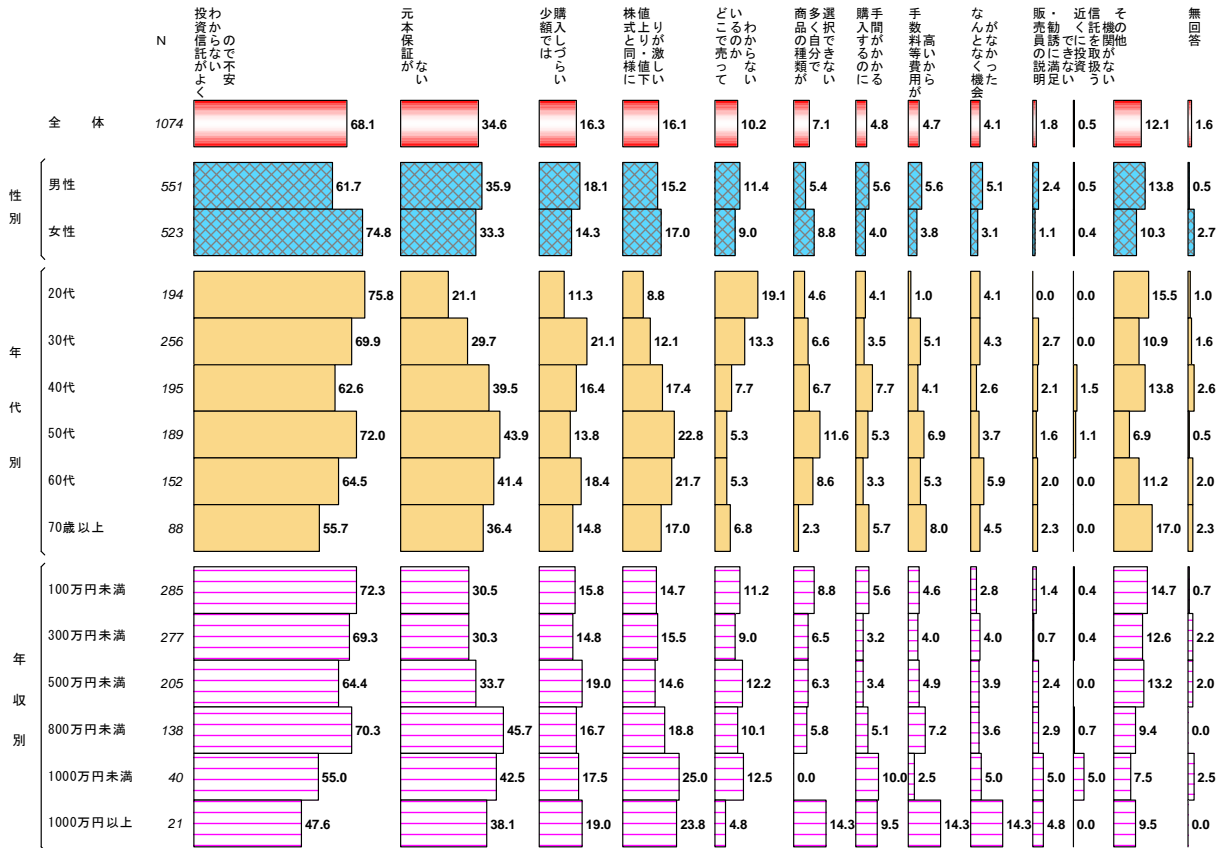 N
投資信託がよく
わからない
ので不安
元本保証が
ない
少額では
購入しづらい
株式と同様に
値上り・値下
りが激しい
どこで売って
いるのか
わからない
商品の種類が
多く自分で
選択できない
購入するのに
手間がかかる
手数料等費用が
高いから
なんとなく機会
がなかった
販売員の説明
・勧誘に満足
できない
近くに投資
信託を取扱う
機関がない
その他
無回答
全体 1074 68.1 34.6 16.3 16.1 10.2 7.1 4.8 4.7 4.1 1.8 0.5 12.1 1.6
性別
男性 551 61.7 35.9 18.1 15.2 11.4 5.4 5.6 5.6 5.1 2.4 0.5 13.8 0.5
女性 523 74.8 33.3 14.3 17.0 9.0 8.8 4.0 3.8 3.1 1.1 0.4 10.3 2.7
年代別
20代 194 75.8 21.1 11.3 8.8 19.1 4.6 4.1 1.0 4.1 0.0 0.0 15.5 1.0
30代 256 69.9 29.7 21.1 12.1 13.3 6.6 3.5 5.1 4.3 2.7 0.0 10.9 1.6
40代 195 62.6 39.5 16.4 17.4 7.7 6.7 7.7 4.1 2.6 2.1 1.5 13.8 2.6
50代 189 72.0 43.9 13.8 22.8 5.3 11.6 5.3 6.9 3.7 1.6 1.1 6.9 0.5
60代 152 64.5 41.4 18.4 21.7 5.3 8.6 3.3 5.3 5.9 2.0 0.0 11.2 2.0
70歳以上 88 55.7 36.4 14.8 17.0 6.8 2.3 5.7 8.0 4.5 2.3 0.0 17.0 2.3
年収別
100万円未満 285 72.3 30.5 15.8 14.7 11.2 8.8 5.6 4.6 2.8 1.4 0.4 14.7 0.7
300万円未満 277 69.3 30.3 14.8 15.5 9.0 6.5 3.2 4.0 4.0 0.7 0.4 12.6 2.2
500万円未満 205 64.4 33.7 19.0 14.6 12.2 6.3 3.4 4.9 3.9 2.4 0.0 13.2 2.0
800万円未満 138 70.3 45.7 16.7 18.8 10.1 5.8 5.1 7.2 3.6 2.9 0.7 9.4 0.0
1000万円未満 40 55.0 42.5 17.5 25.0 12.5 0.0 10.0 2.5 5.0 5.0 5.0 7.5 2.5
1000万円以上 21 47.6 38.1 19.0 23.8 4.8 14.3 9.5 14.3 14.3 4.8 0.0 9.5 0.0